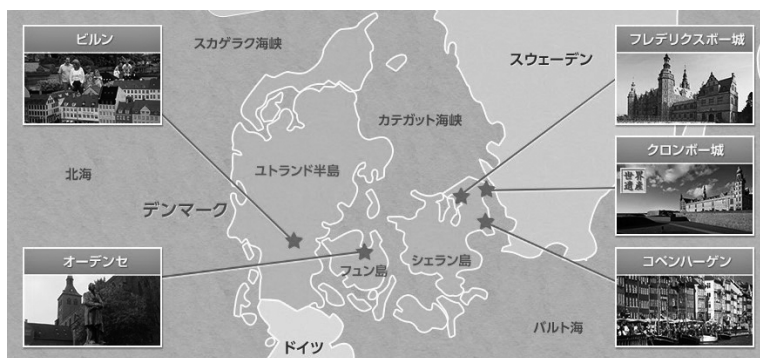 ビルン
スカゲラク海峡
スウェーデン
フレデリクスボー城
カテガット海峡
クロンボー城
世界
遺産
北海
ユトランド半島
デンマーク
オーデンセ
フュン島
シェラン島
コペンハーゲン
バルト海
ドイツ